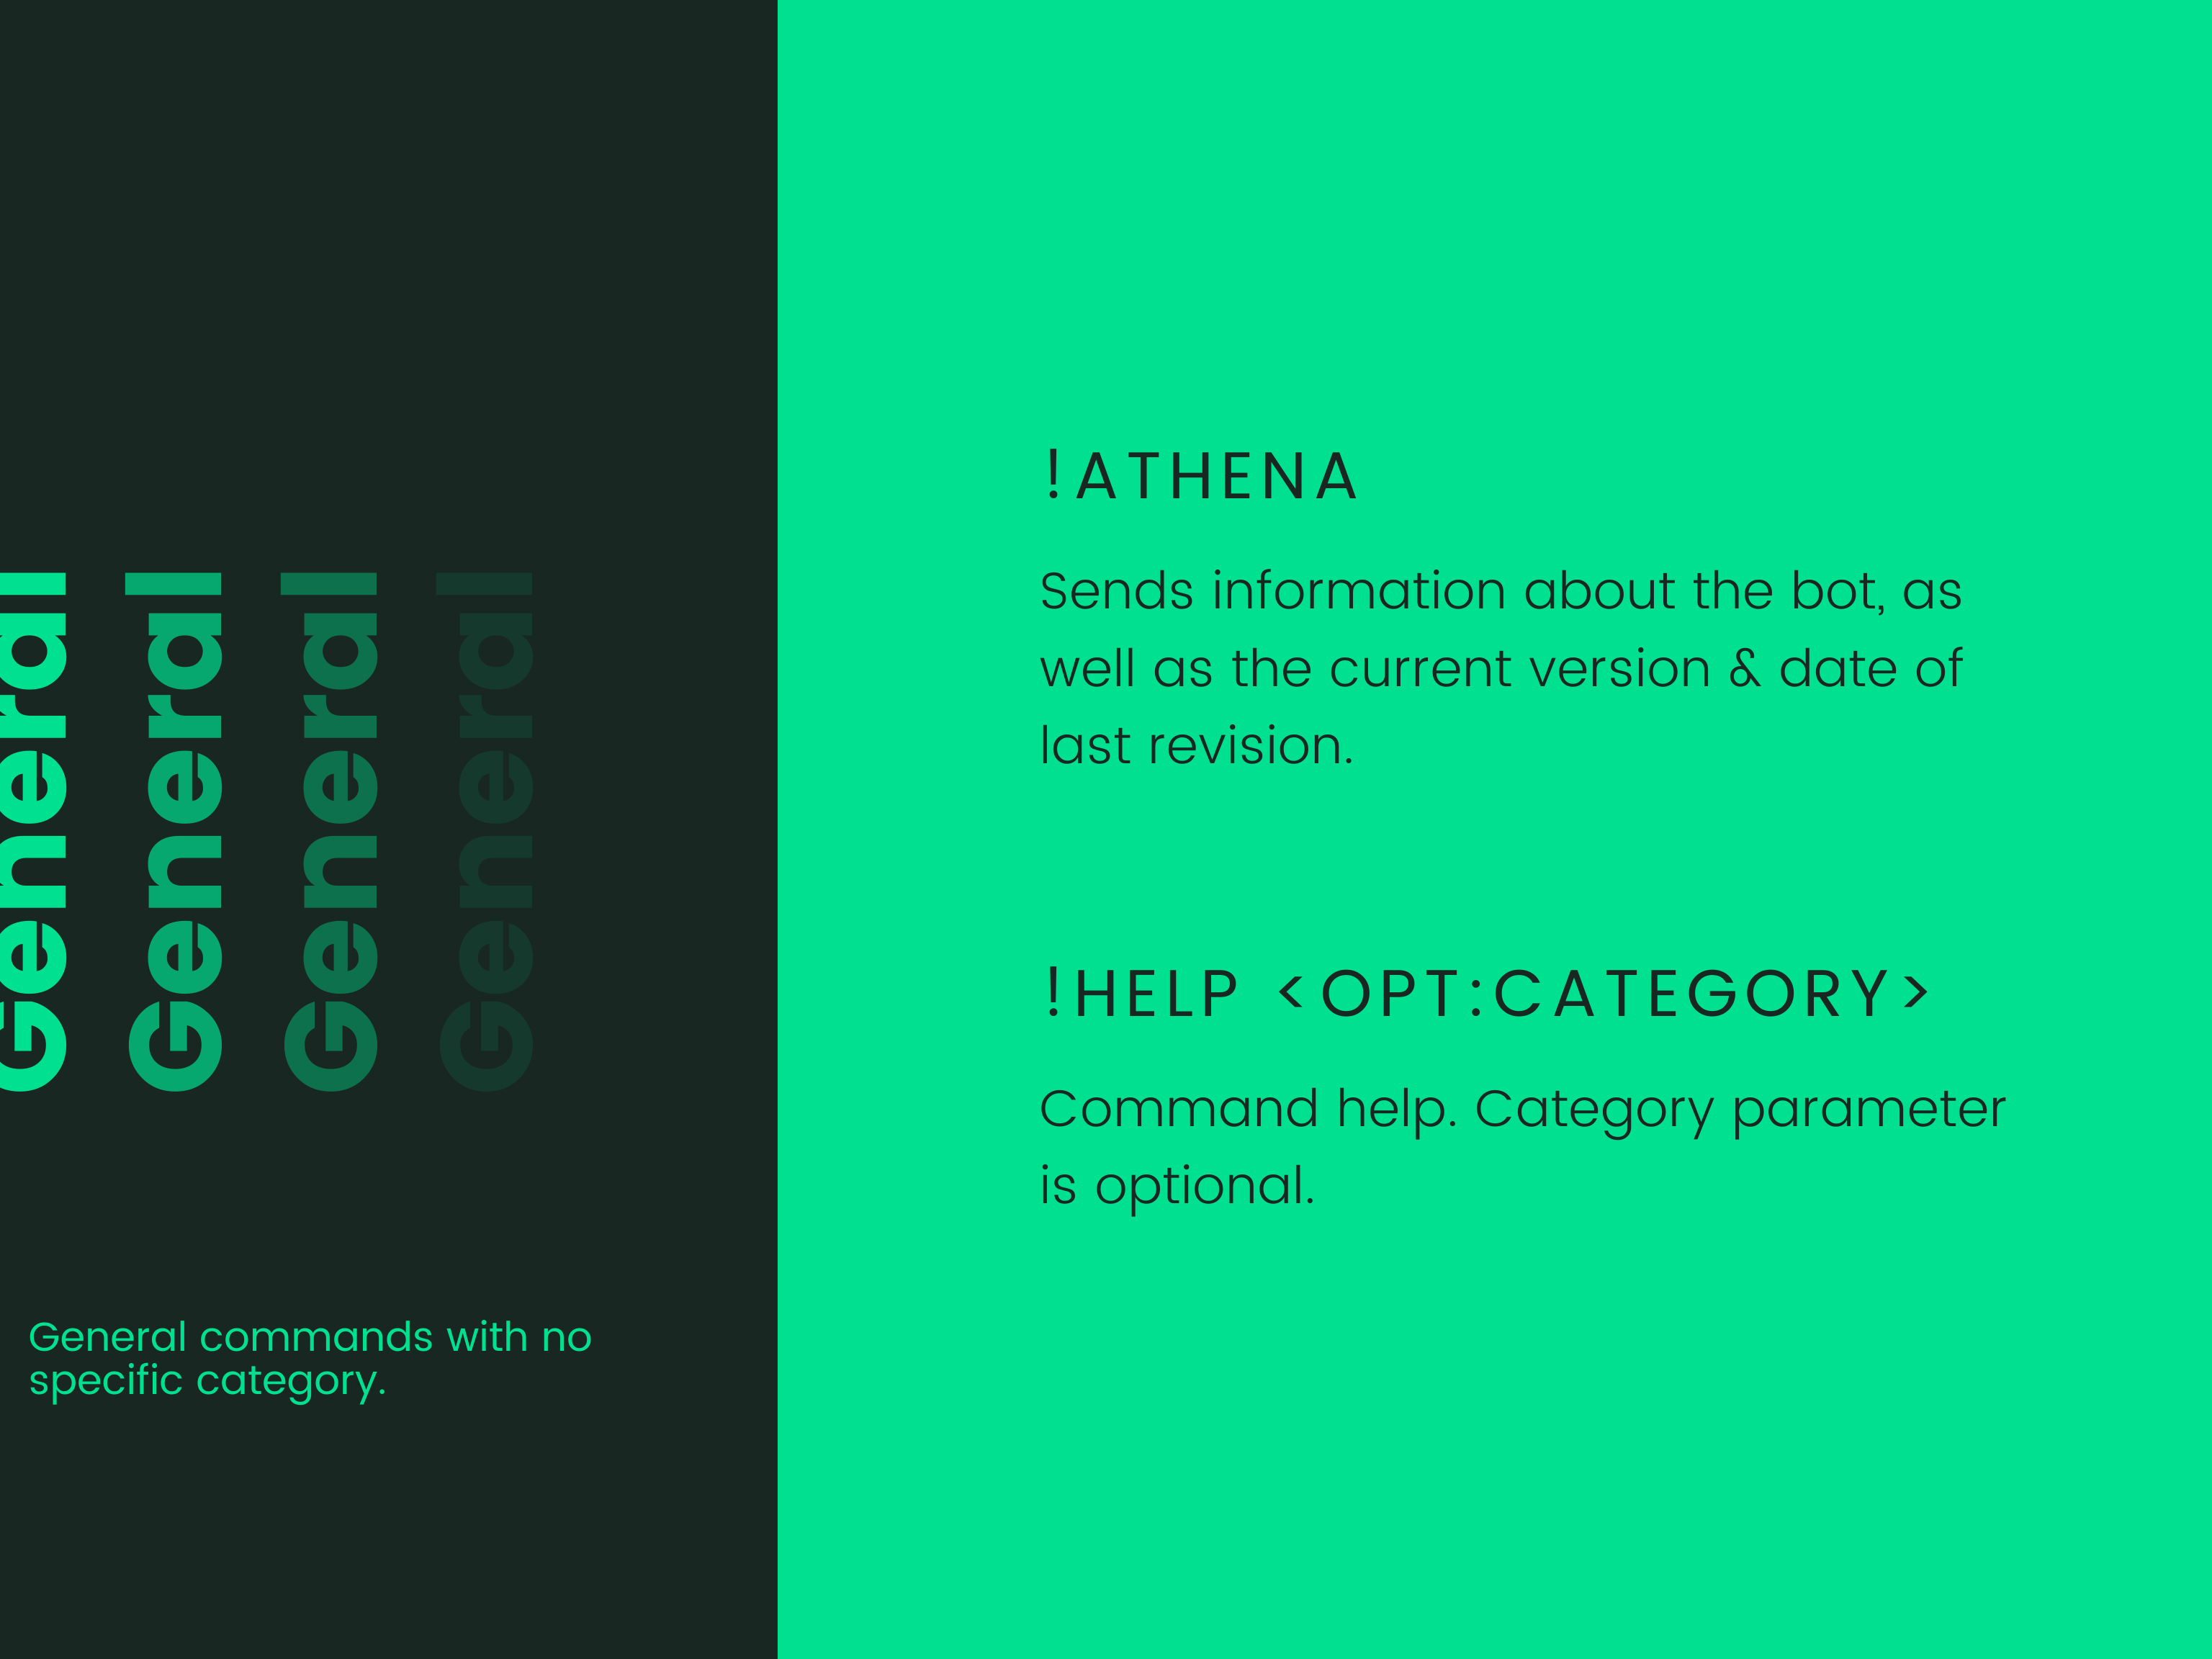 General
General
General
General
General commands with no
specific category.
!ATHENA
Sends information about the bot, as
well as the current version & date of
last revision.
!HELP <OPT:CATEGORY>
Command help. Category parameter
is optional.